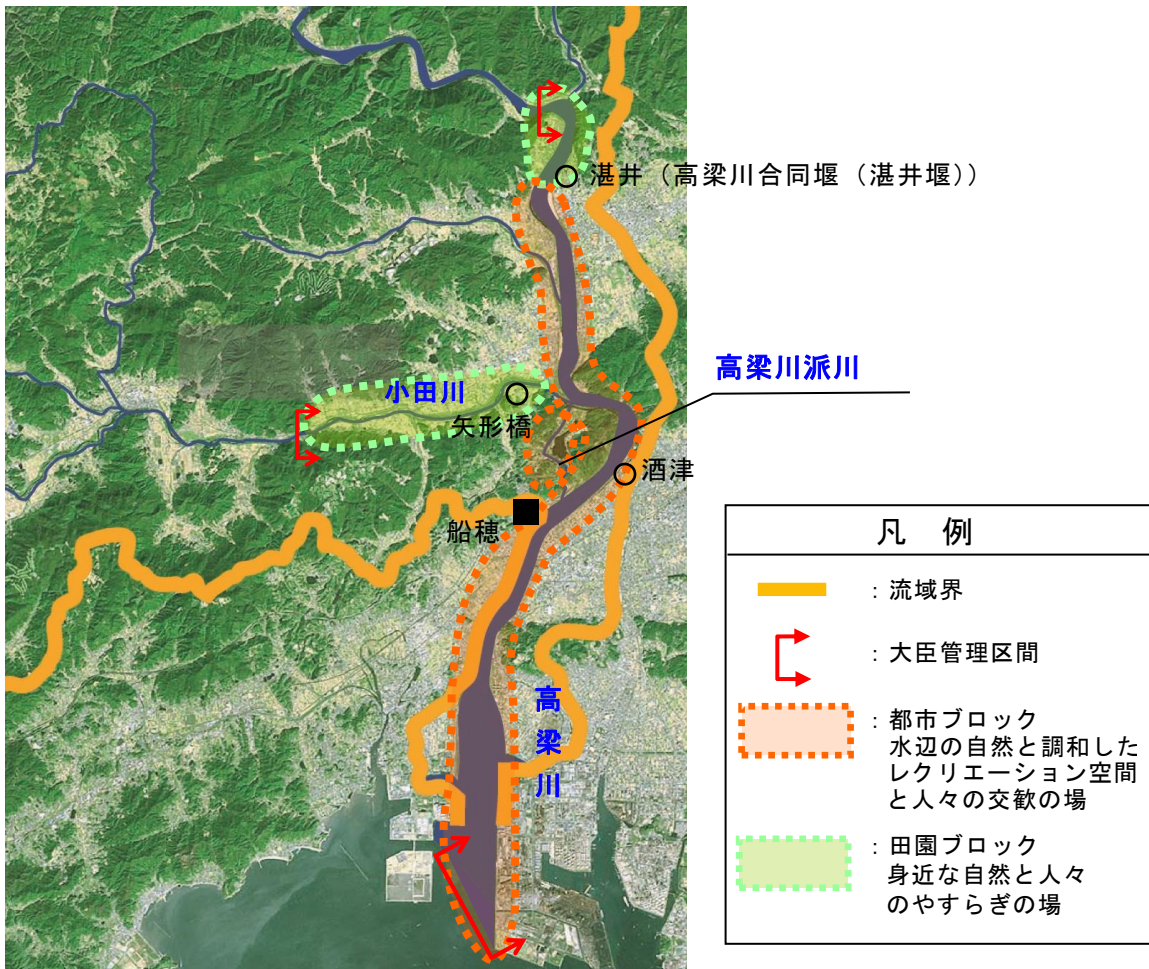 湛井（高梁川合同堰（湛井堰））
高梁川派川
小田川
矢形橋
酒津
船穂
高梁川
凡 例
：流域界
：大臣管理区間
：都市ブロック
水辺の自然と調和した
レクリエーション空間
と人々の交歓の場
：田園ブロック
身近な自然と人々
のやすらぎの場